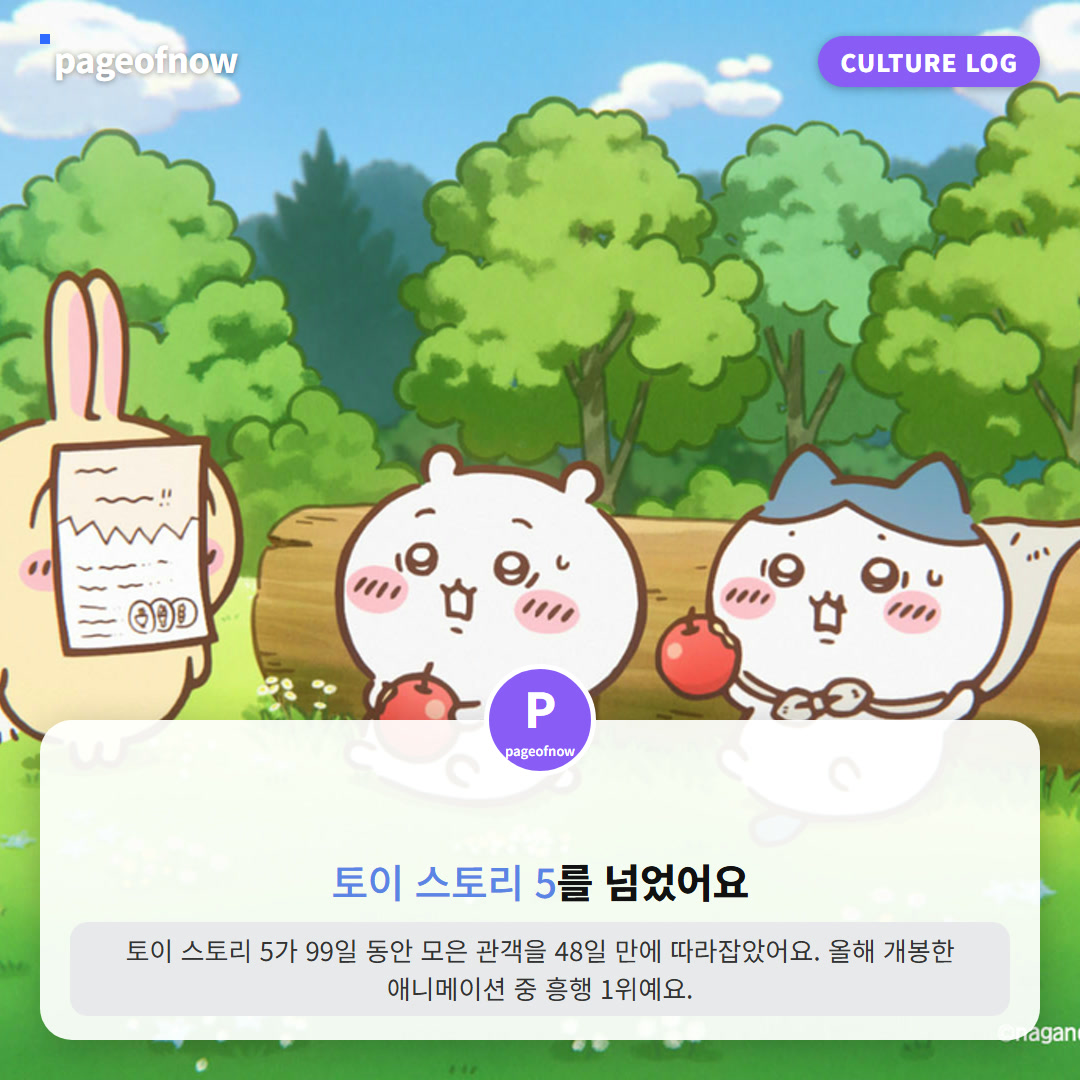 pageofnow
CULTURE LOG
P
pageofnow
토이 스토리 5를 넘었어요
토이 스토리 5가 99일 동안 모은 관객을 48일 만에 따라잡았어요. 올해 개봉한
애니메이션 중 흥행 1위예요.
©nagano